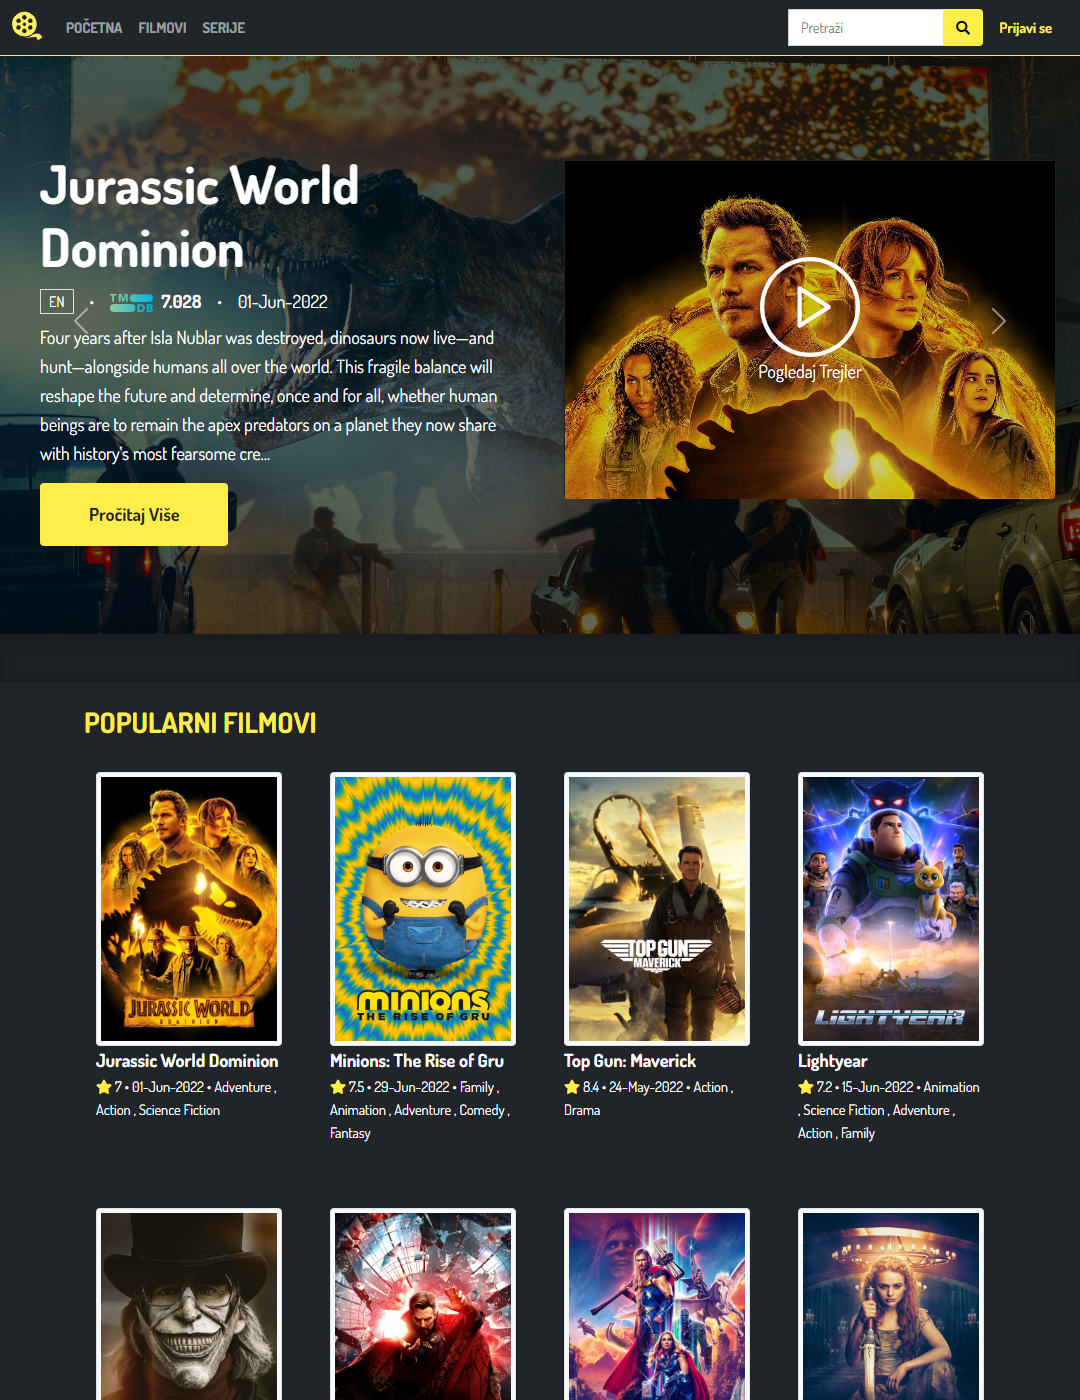 POČETNA FILMOVI SERIJE Pretraži Prijavi se
Jurassic World
Dominion
EN • TMDB 7.028 • 01-Jun-2022
Four years after Isla Nublar was destroyed, dinosaurs now live—and
hunt—alongside humans all over the world. This fragile balance will
reshape the future and determine, once and for all, whether human
beings are to remain the apex predators on a planet they now share
with history's most fearsome cre...
Pročitaj Više
Pogledaj Trejler
POPULARNI FILMOVI
JURASSIC WORLD
DOMINION
MINIONS
THE RISE OF GRU
TOP GUN
MAVERICK
LIGHTYEAR
Jurassic World Dominion
7 • 01-Jun-2022 • Adventure ,
Action , Science Fiction
Minions: The Rise of Gru
7.5 • 29-Jun-2022 • Family ,
Animation , Adventure , Comedy ,
Fantasy
Top Gun: Maverick
8.4 • 24-May-2022 • Action ,
Drama
Lightyear
7.2 • 15-Jun-2022 • Animation
, Science Fiction , Adventure ,
Action , Family